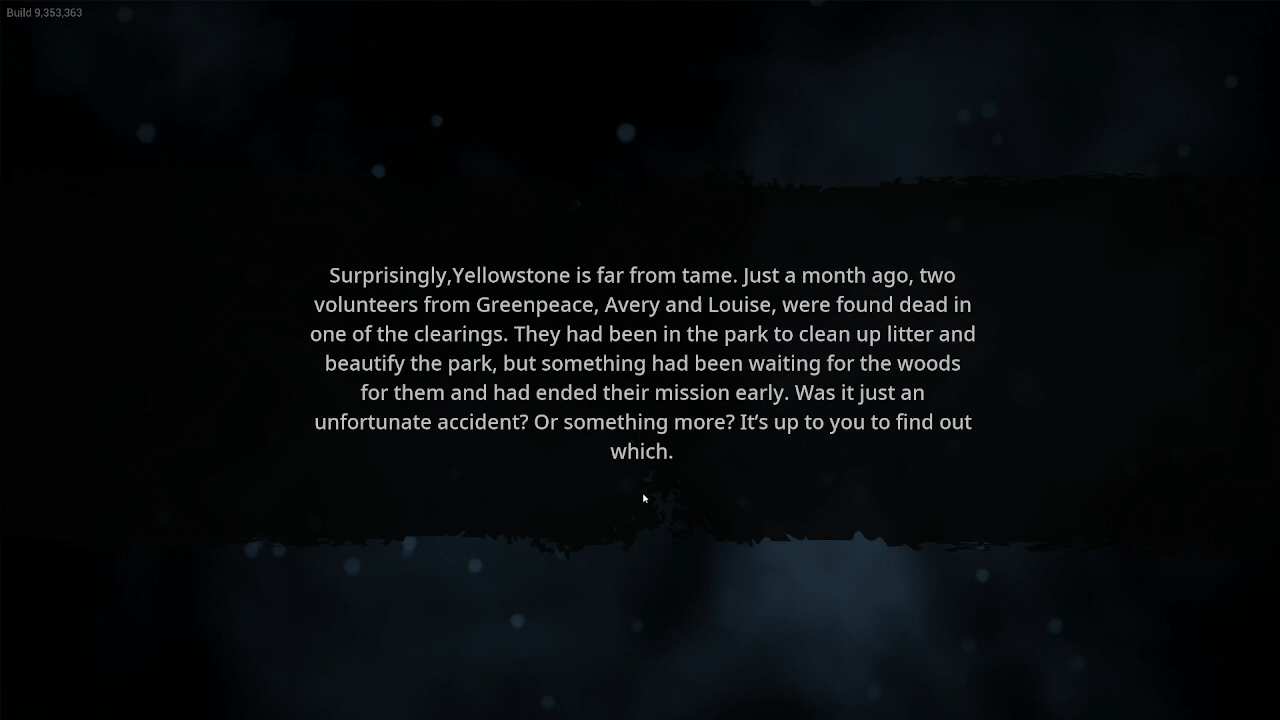 Build 9,353,363
Surprisingly,Yellowstone is far from tame. Just a month ago, two
volunteers from Greenpeace, Avery and Louise, were found dead in
one of the clearings. They had been in the park to clean up litter and
beautify the park, but something had been waiting for the woods
for them and had ended their mission early. Was it just an
unfortunate accident? Or something more? It’s up to you to find out
which.